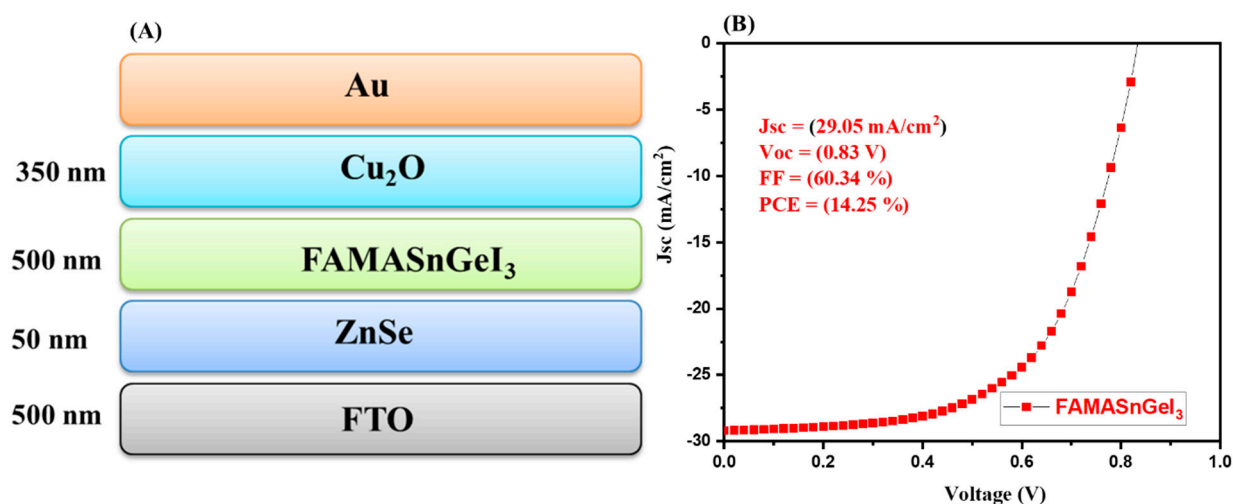 (A)
Au
350 nm
Cu₂O
500 nm
FAMASnGeI₃
50 nm
ZnSe
500 nm
FTO
(B)
0
-5
-10
-15
-20
-25
-30
Jsc (mA/cm²)
Jsc = (29.05 mA/cm²)
Voc = (0.83 V)
FF = (60.34 %)
PCE = (14.25 %)
FAMASnGeI₃
0.0
0.2
0.4
0.6
0.8
1.0
Voltage (V)